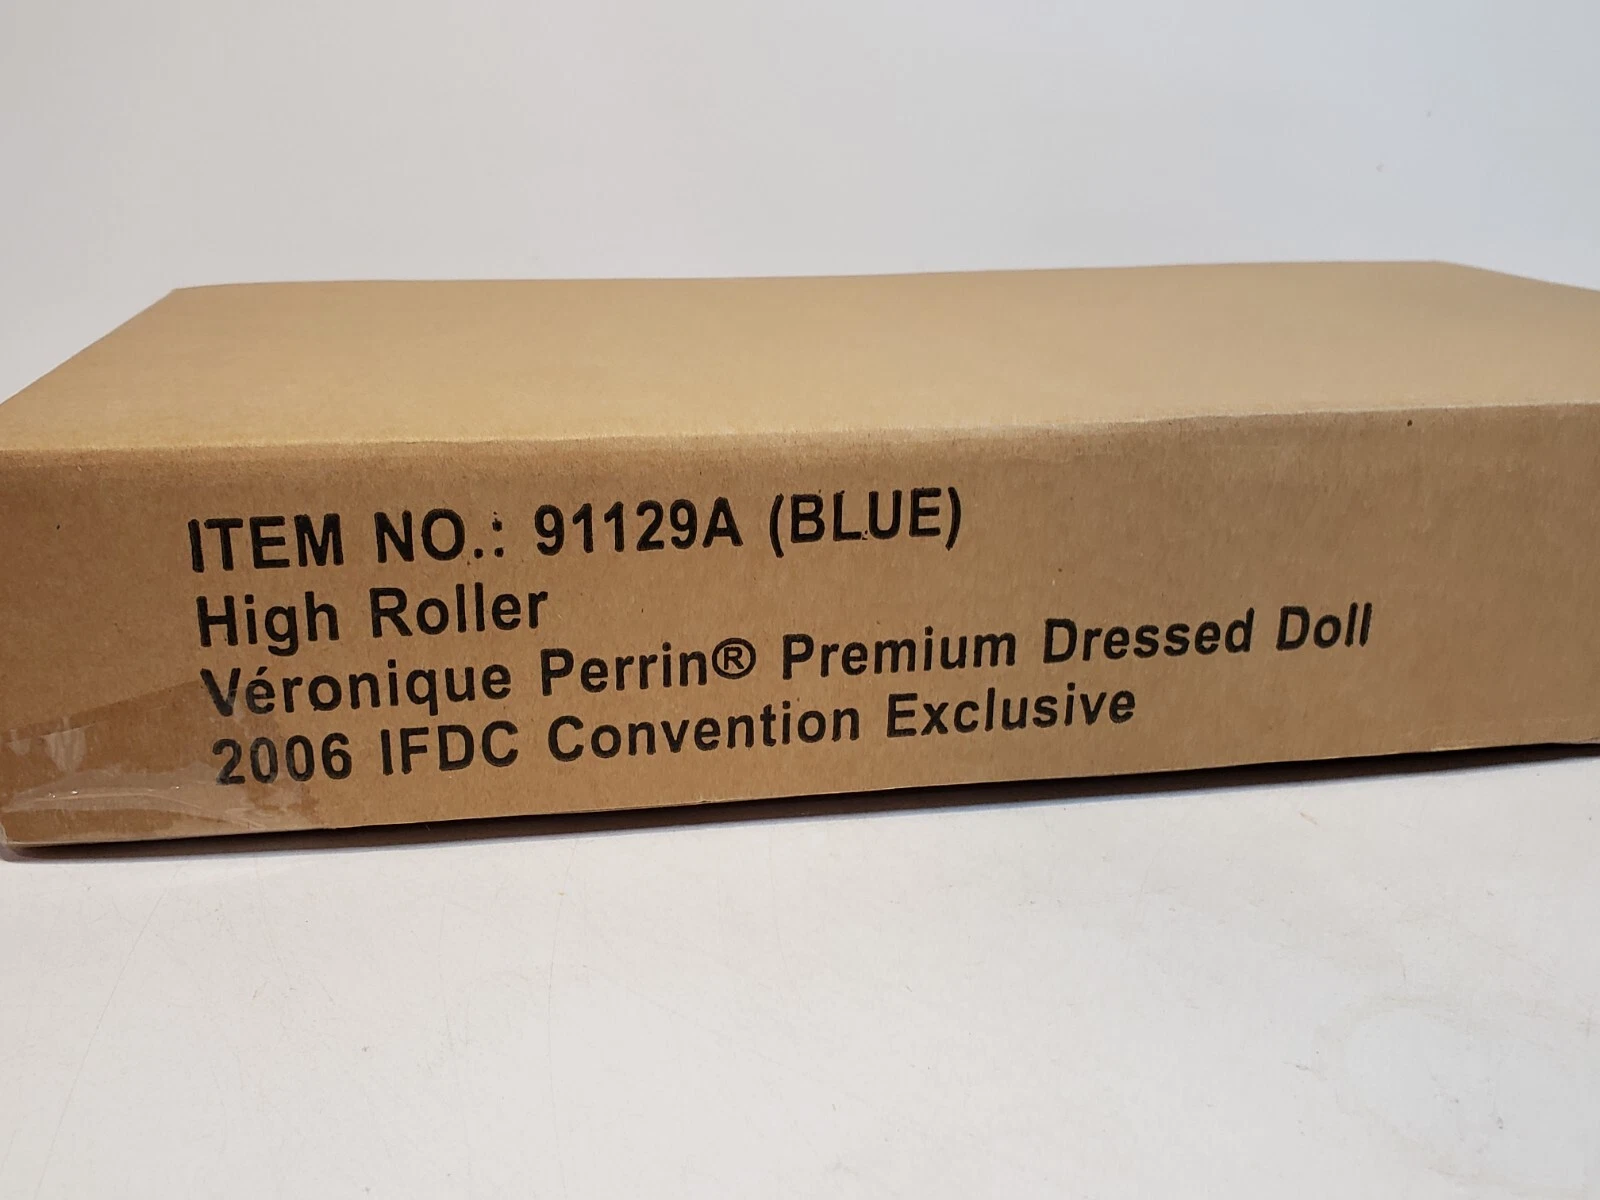 ITEM NO.: 91129A (BLUE)
High Roller
Véronique Perrin® Premium Dressed Doll
2006 IFDC Convention Exclusive